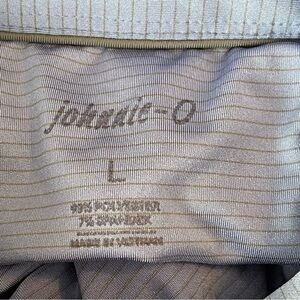 johnnie-O
L
93% POLYESTER
7% SPANDEX
MADE IN VIETNAM